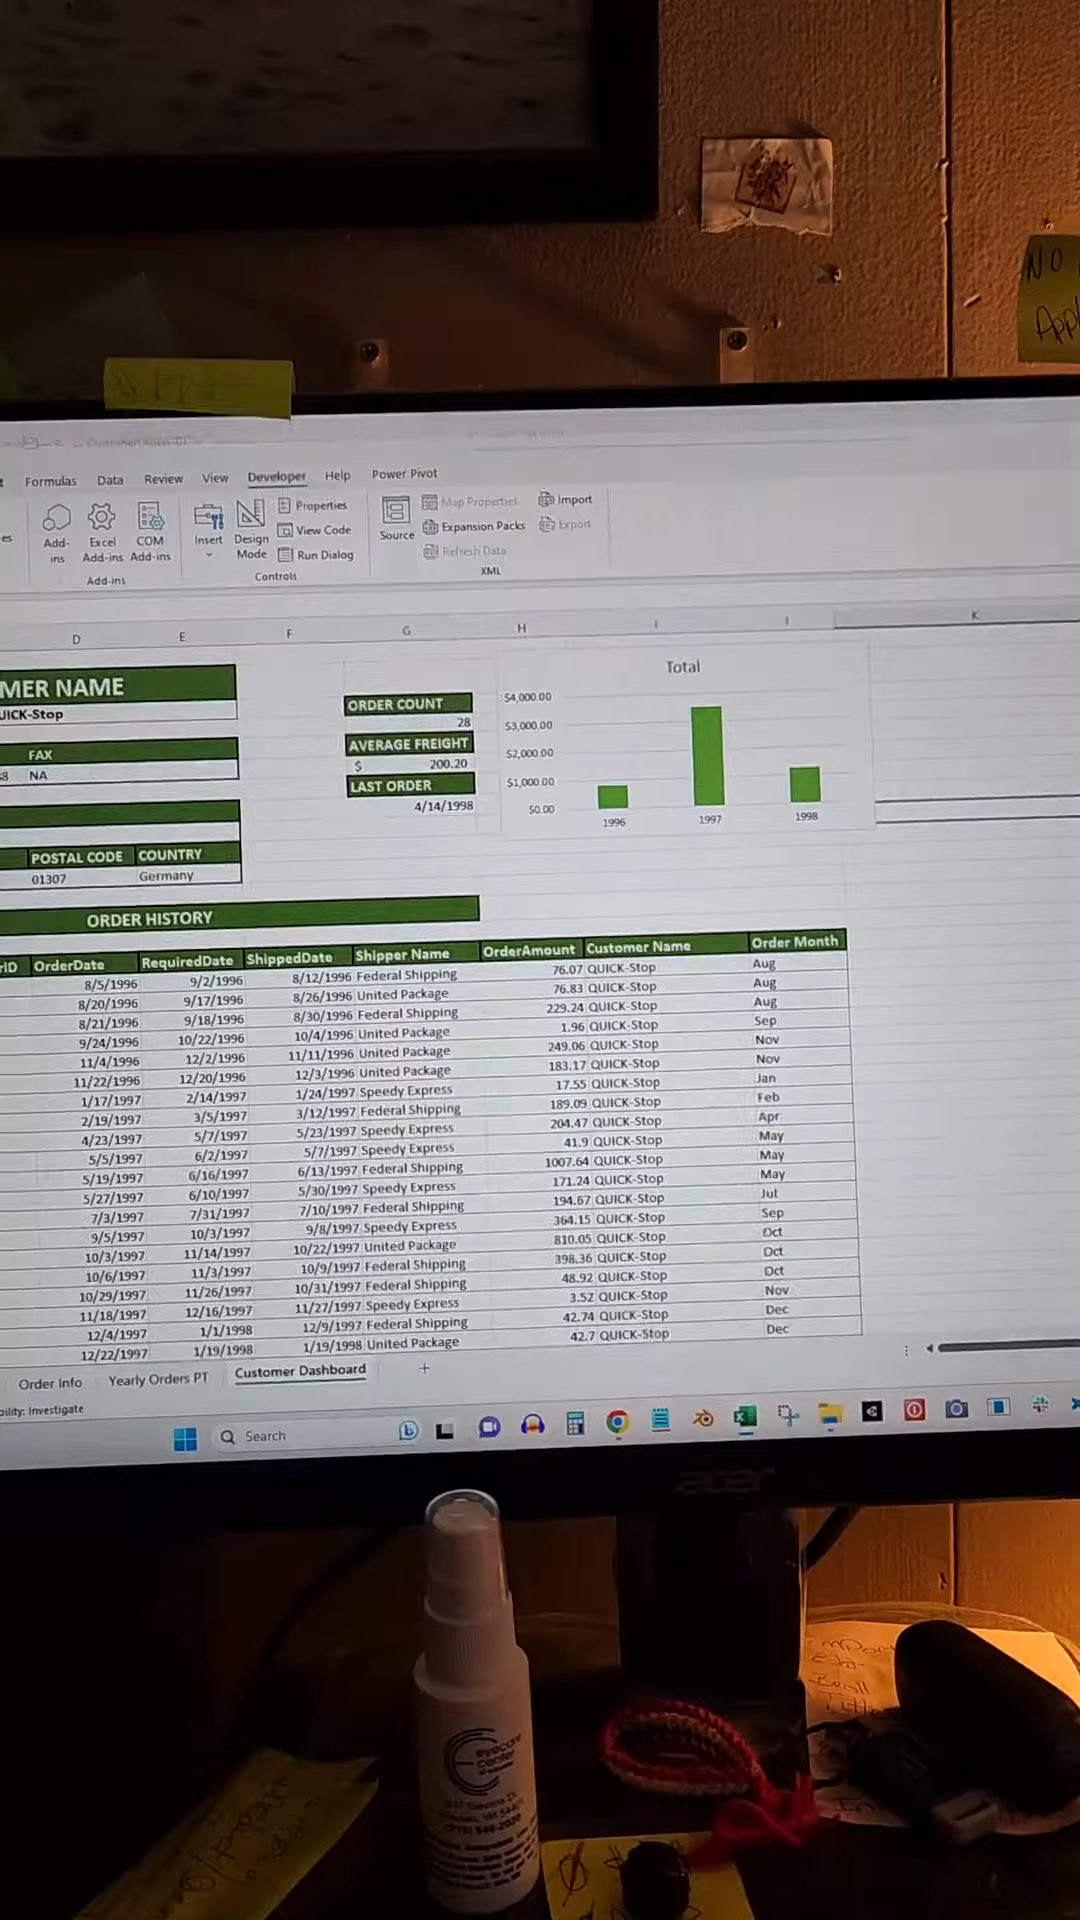 NO
Appl
Formulas Data Review View Developer Help Power Pivot
Add-ins
Excel Add-ins
COM Add-ins
Add-ins
Insert
Design Mode
Properties
View Code
Run Dialog
Controls
Source
Map Properties
Expansion Packs
Refresh Data
Import
Export
XML
D E F G H I J K
MER NAME
UICK-Stop
FAX
8 NA
POSTAL CODE COUNTRY
01307 Germany
ORDER COUNT
28
AVERAGE FREIGHT
$ 200.20
LAST ORDER
4/14/1998
Total
$4,000.00
$3,000.00
$2,000.00
$1,000.00
$0.00
1996 1997 1998
ORDER HISTORY
rID OrderDate RequiredDate ShippedDate Shipper Name OrderAmount Customer Name Order Month
8/5/1996 9/2/1996 8/12/1996 Federal Shipping 76.07 QUICK-Stop Aug
8/20/1996 9/17/1996 8/26/1996 United Package 76.83 QUICK-Stop Aug
8/21/1996 9/18/1996 8/30/1996 Federal Shipping 229.24 QUICK-Stop Aug
9/24/1996 10/22/1996 10/4/1996 United Package 1.96 QUICK-Stop Sep
11/4/1996 12/2/1996 11/11/1996 United Package 249.06 QUICK-Stop Nov
11/22/1996 12/20/1996 12/3/1996 United Package 183.17 QUICK-Stop Nov
1/17/1997 2/14/1997 1/24/1997 Speedy Express 17.55 QUICK-Stop Jan
2/19/1997 3/5/1997 3/12/1997 Federal Shipping 189.09 QUICK-Stop Feb
4/23/1997 5/7/1997 5/23/1997 Speedy Express 204.47 QUICK-Stop Apr
5/5/1997 6/2/1997 5/7/1997 Speedy Express 41.9 QUICK-Stop May
5/19/1997 6/16/1997 6/13/1997 Federal Shipping 1007.64 QUICK-Stop May
5/27/1997 6/10/1997 5/30/1997 Speedy Express 171.24 QUICK-Stop May
7/3/1997 7/31/1997 7/10/1997 Federal Shipping 194.67 QUICK-Stop Jul
9/5/1997 10/3/1997 9/8/1997 Speedy Express 364.15 QUICK-Stop Sep
10/3/1997 11/14/1997 10/22/1997 United Package 810.05 QUICK-Stop Oct
10/6/1997 11/3/1997 10/9/1997 Federal Shipping 398.36 QUICK-Stop Oct
10/29/1997 11/26/1997 10/31/1997 Federal Shipping 48.92 QUICK-Stop Oct
11/18/1997 12/16/1997 11/27/1997 Speedy Express 3.52 QUICK-Stop Nov
12/4/1997 1/1/1998 12/9/1997 Federal Shipping 42.74 QUICK-Stop Dec
12/22/1997 1/19/1998 1/19/1998 United Package 42.7 QUICK-Stop Dec
Order Info Yearly Orders PT Customer Dashboard +
bility: Investigate
Search
acer
eyecare
center